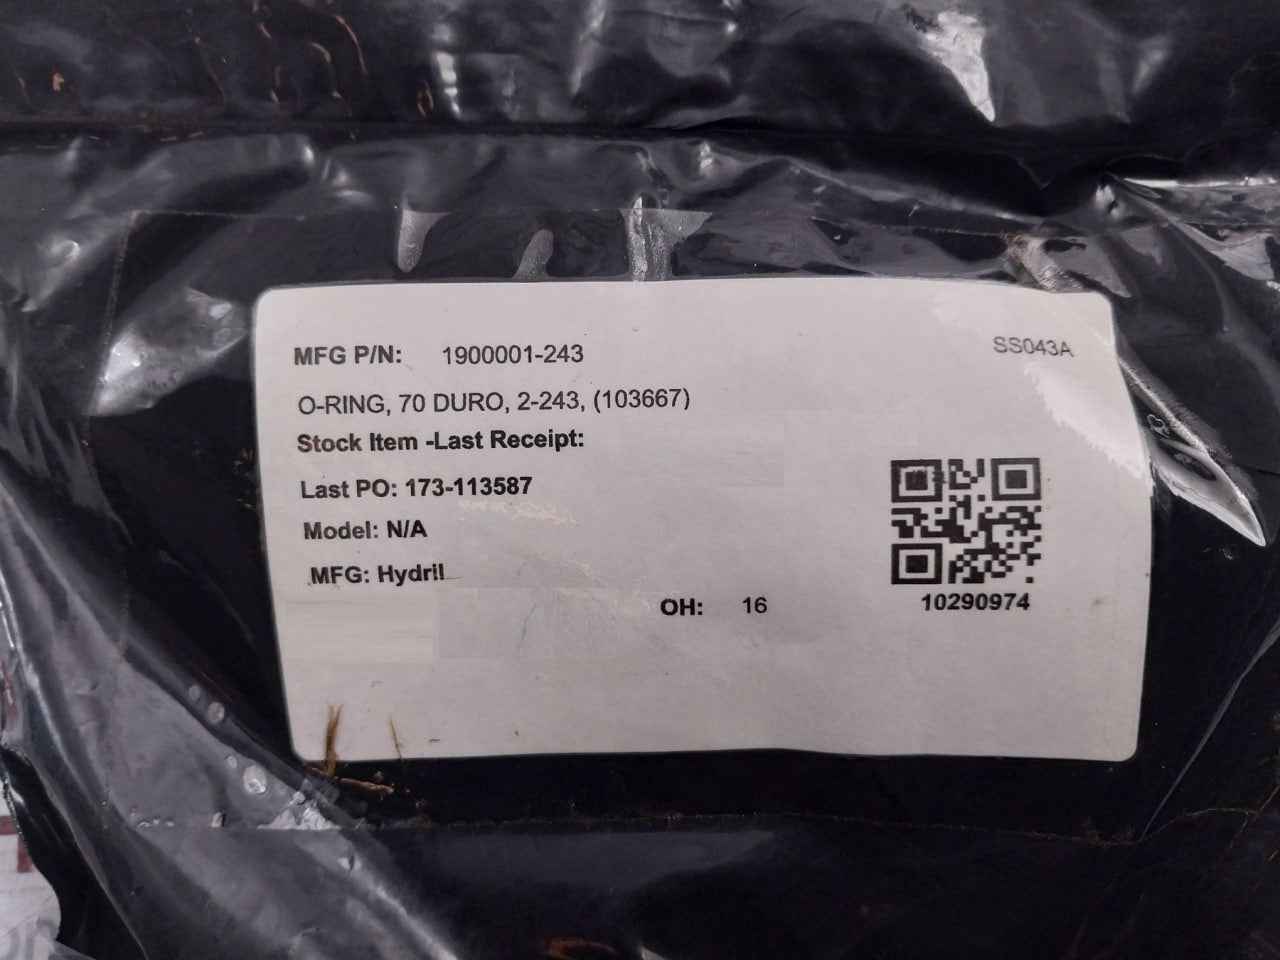 MFG P/N: 1900001-243
SS043A
O-RING, 70 DURO, 2-243, (103667)
Stock Item -Last Receipt:
Last PO: 173-113587
Model: N/A
MFG: Hydril
OH: 16
10290974